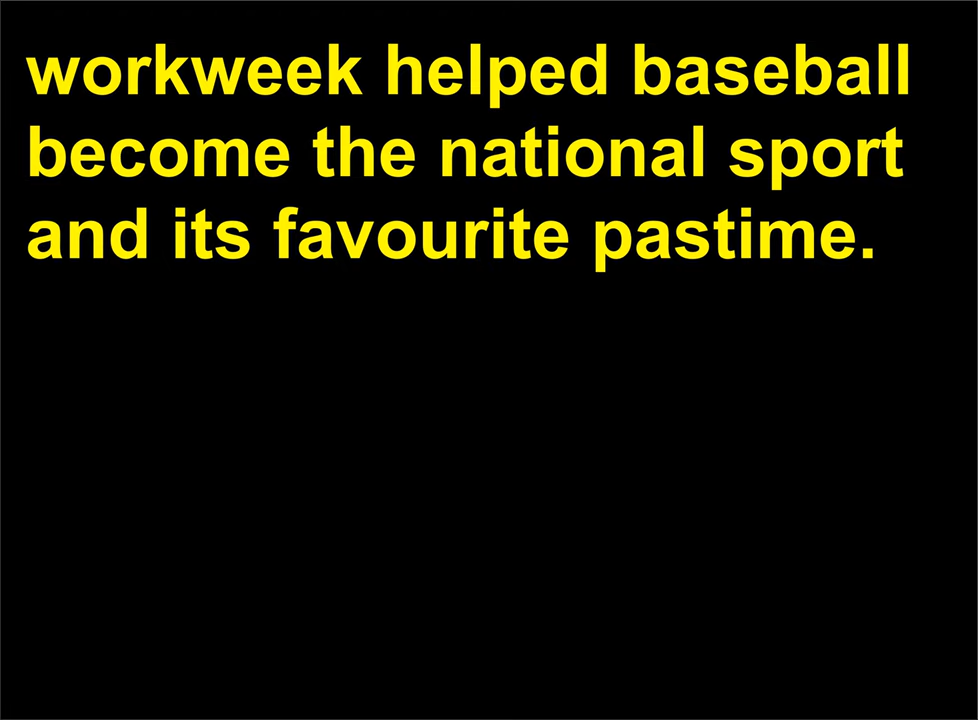 workweek helped baseball
become the national sport
and its favourite pastime.